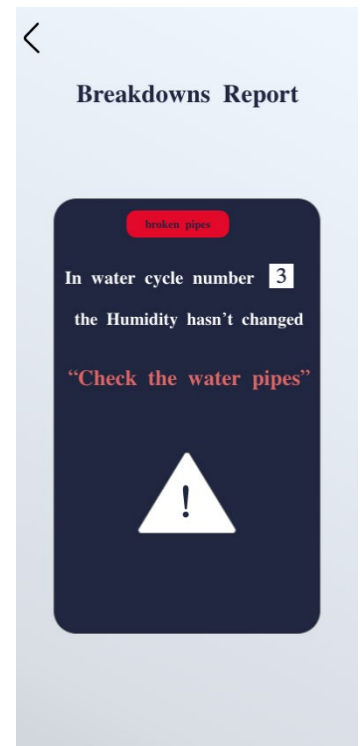 Breakdowns Report
broken pipes
In water cycle number 3
the Humidity hasn't changed
“Check the water pipes”
!